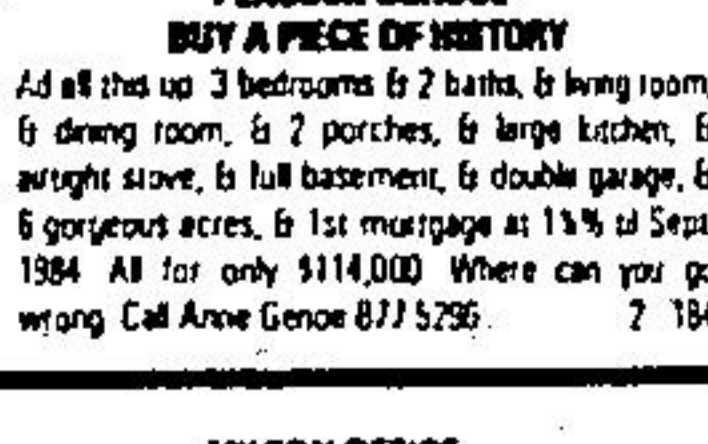 BUY A PIECE OF HISTORY
Ad all this up 3 bedrooms & 2 baths, & living room,
& dining room, & 2 porches, & large kitchen, &
airtight stove, & full basement, & double garage, &
6 gorgeous acres, & 1st mortgage at Sept
1984 All for only $114,000 Where can you go
wrong Call Anne Genoe 877 5296. 2 184